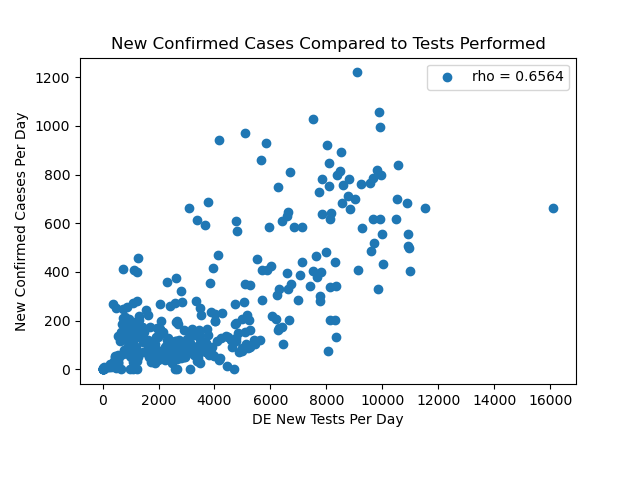 New Confirmed Cases Compared to Tests Performed
rho = 0.6564
New Confirmed Caeses Per Day
1200
1000
800
600
400
200
0
0 2000 4000 6000 8000 10000 12000 14000 16000
DE New Tests Per Day